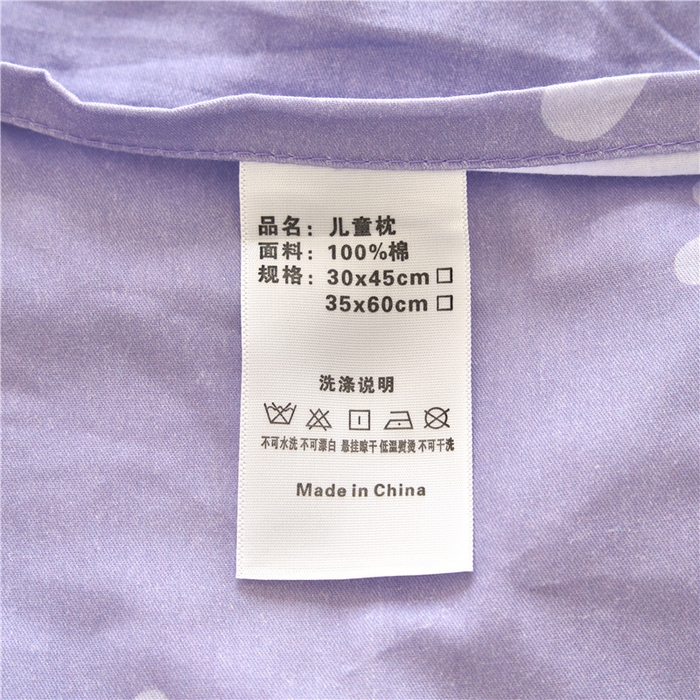 品名：儿童枕
面料：100%棉
规格：30x45cm□
35x60cm□
洗涤说明
不可水洗 不可漂白 悬挂晾干 低温熨烫 不可干洗
Made in China